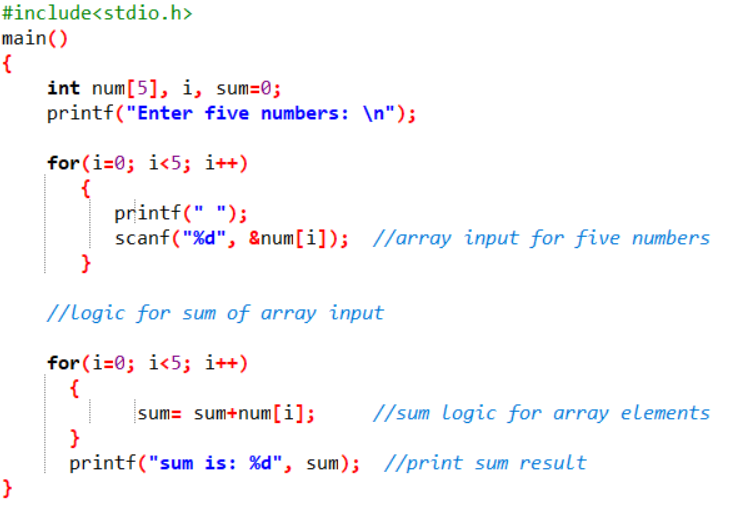 #include<stdio.h>
main()
{
int num[5], i, sum=0;
printf("Enter five numbers: \n");
for(i=0; i<5; i++)
{
printf(" ");
scanf("%d", &num[i]); //array input for five numbers
}
//logic for sum of array input
for(i=0; i<5; i++)
{
sum= sum+num[i]; //sum logic for array elements
}
printf("sum is: %d", sum); //print sum result
}